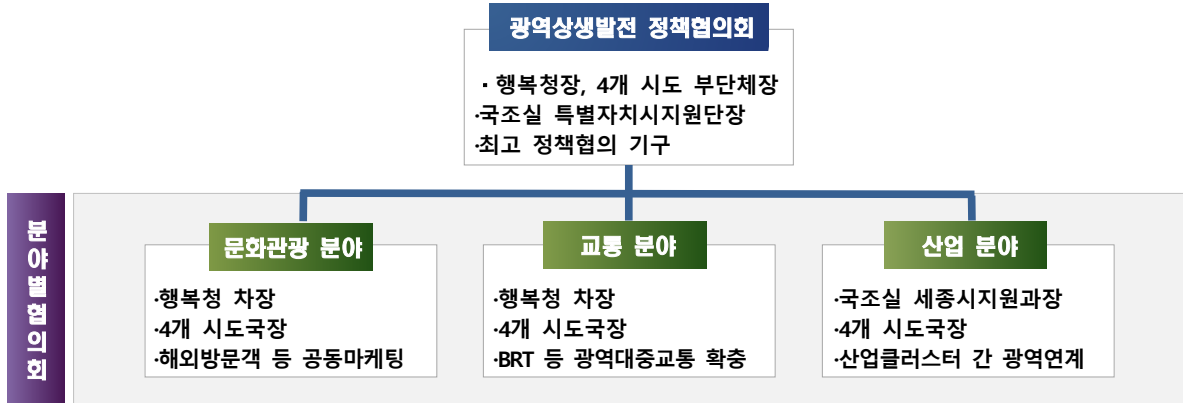 광역상생발전 정책협의회
· 행복청장, 4개 시도 부단체장
·국조실 특별자치시지원단장
·최고 정책협의 기구
분야별협의회
문화관광 분야
·행복청 차장
·4개 시도국장
·해외방문객 등 공동마케팅
교통 분야
·행복청 차장
·4개 시도국장
·BRT 등 광역대중교통 확충
산업 분야
·국조실 세종시지원과장
·4개 시도국장
·산업클러스터 간 광역연계